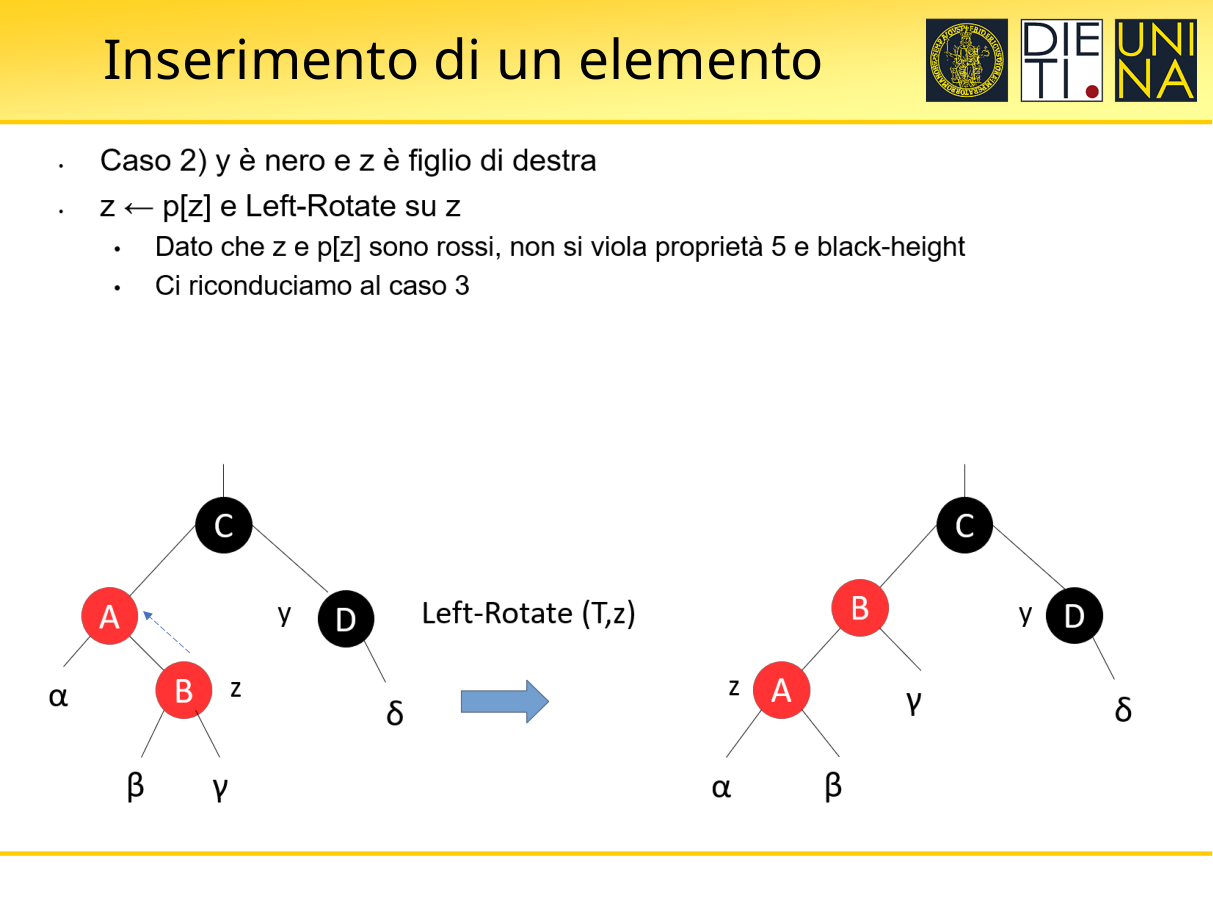 Inserimento di un elemento
DIE
TI.
UNI
NA
• Caso 2) y è nero e z è figlio di destra
• z ← p[z] e Left-Rotate su z
• Dato che z e p[z] sono rossi, non si viola proprietà 5 e black-height
• Ci riconduciamo al caso 3
C
A
y
D
Left-Rotate (T,z)
α
B
z
δ
β
γ
C
B
y
D
z
A
γ
δ
α
β